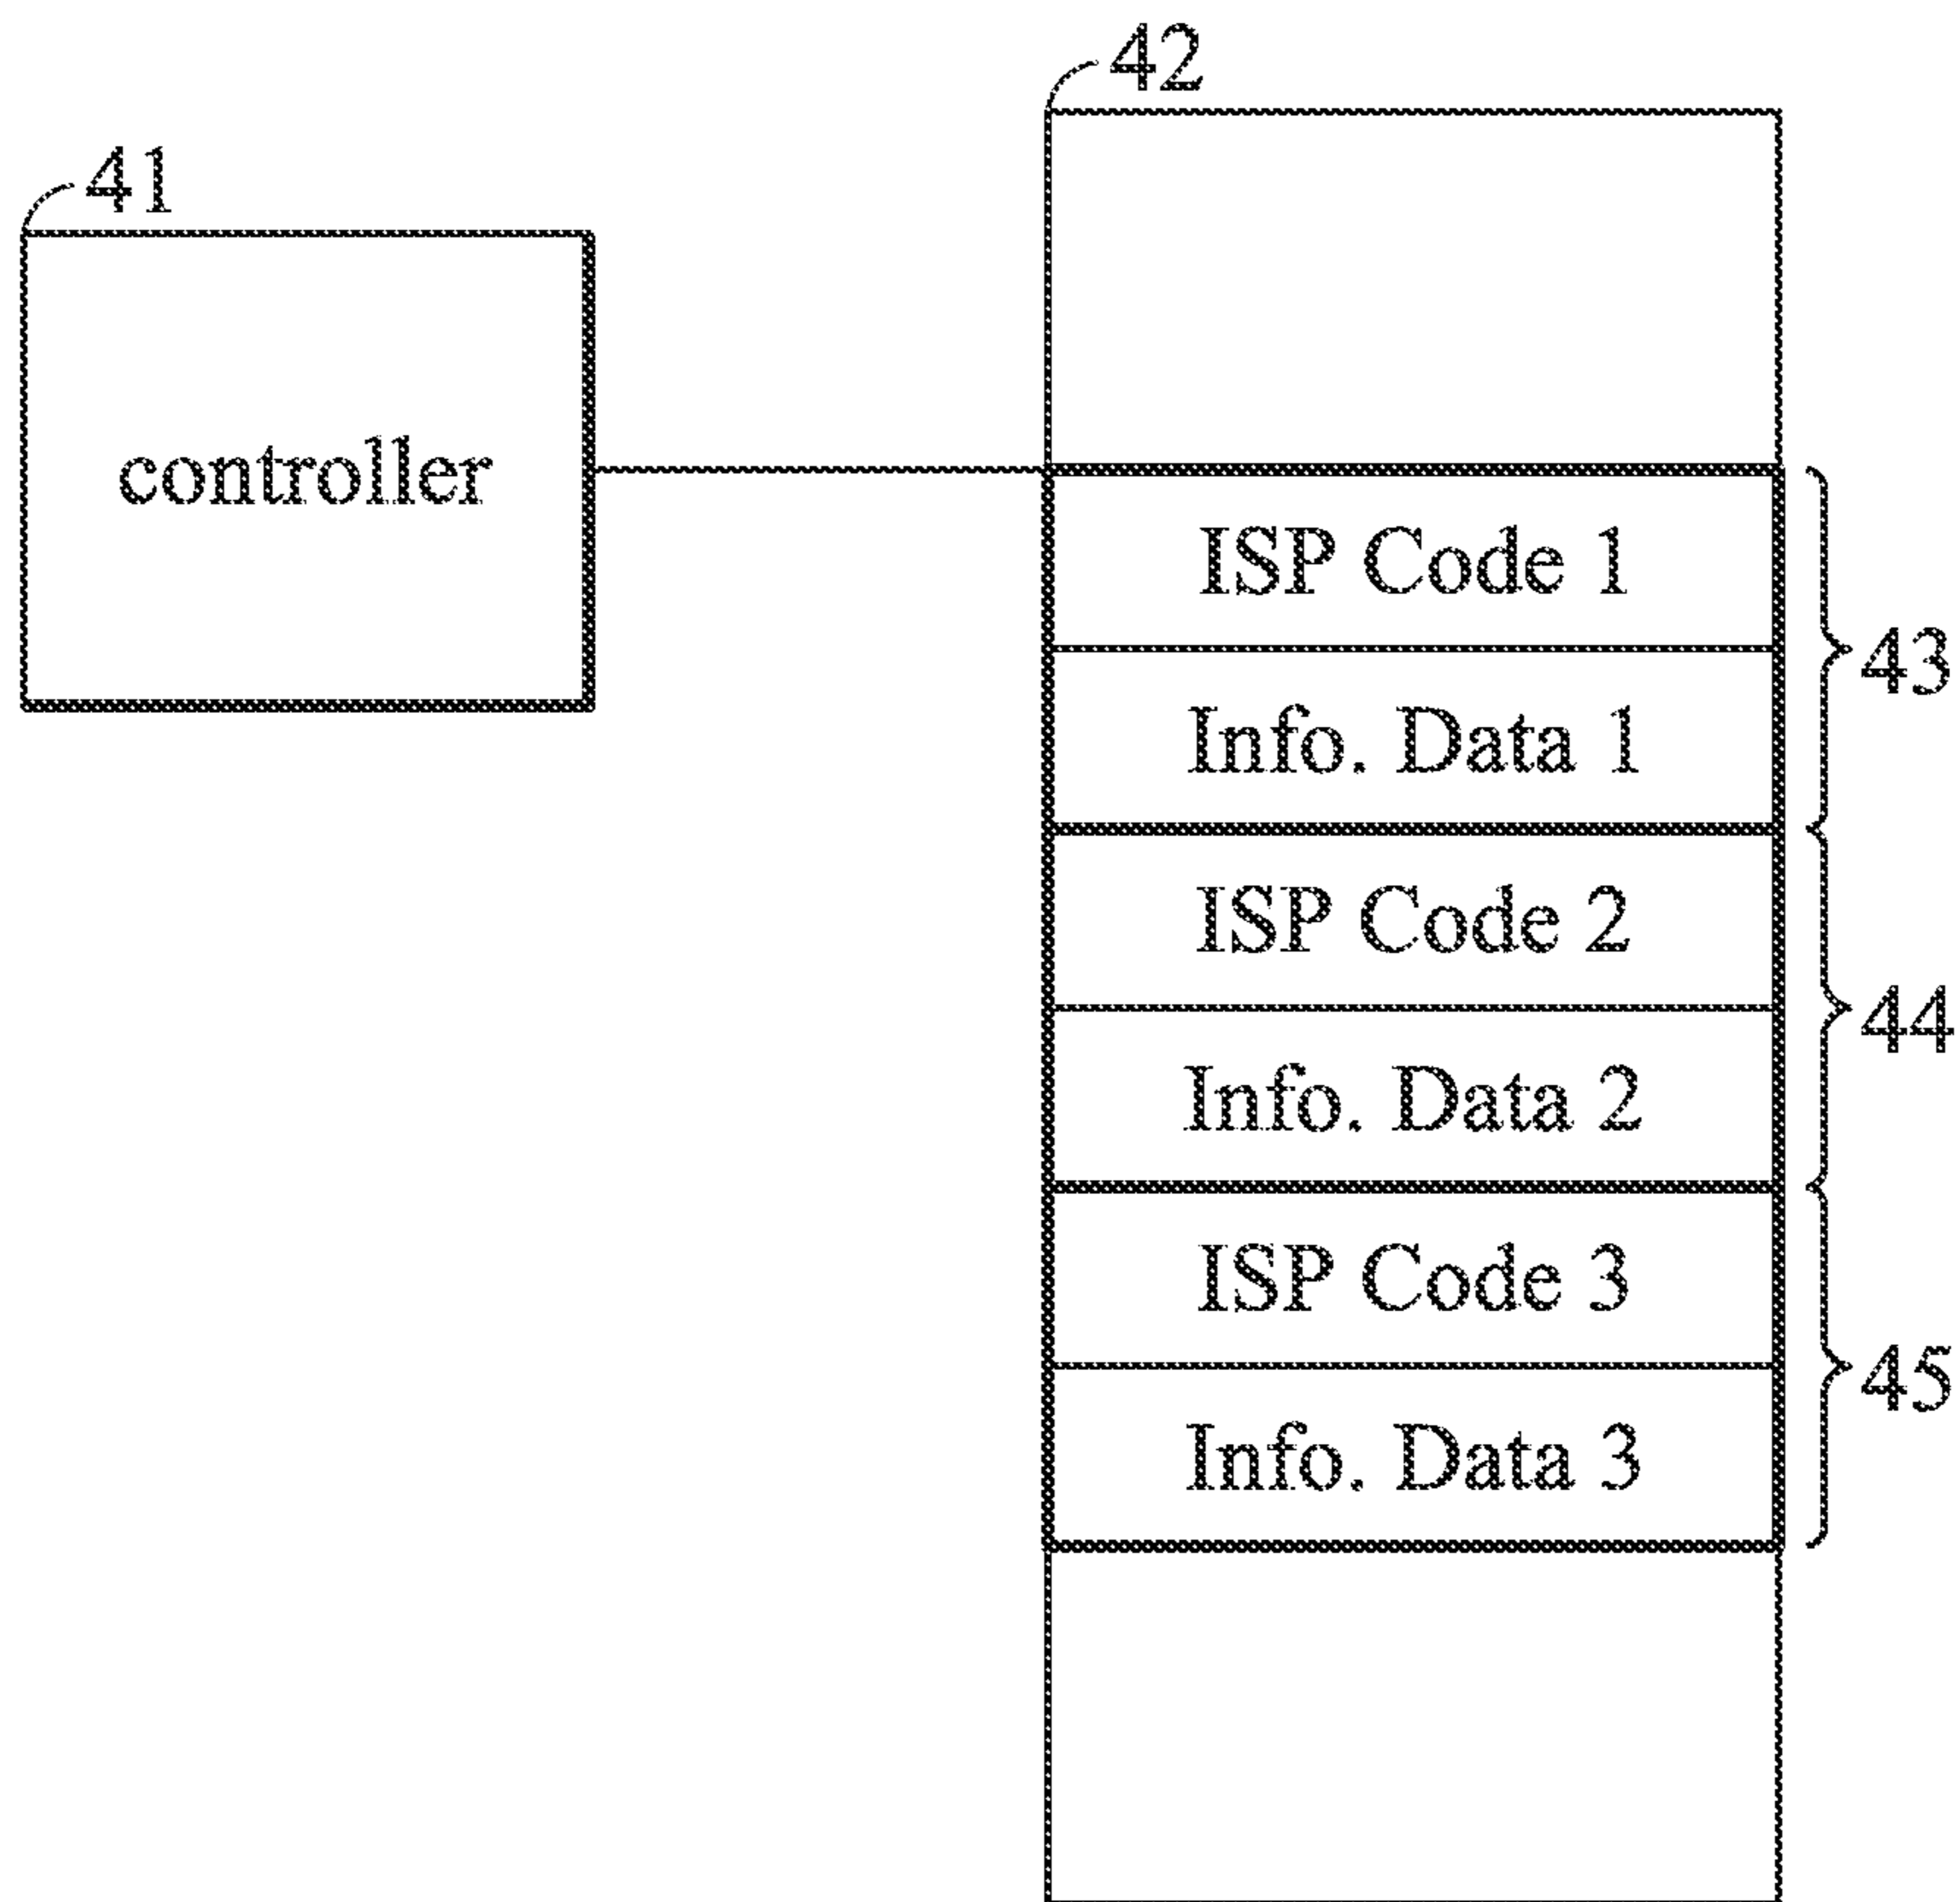 42
41
controller
ISP Code 1
43
Info. Data 1
ISP Code 2
44
Info. Data 2
ISP Code 3
45
Info. Data 3